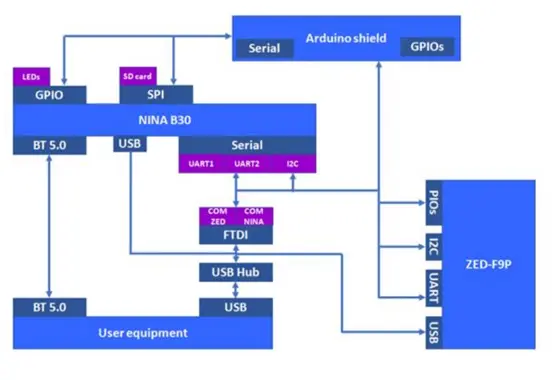 Arduino shield
Serial
GPIOs
LEDs
SD card
GPIO
SPI
NINA B30
BT 5.0
USB
Serial
UART1
UART2
I2C
COM
ZED
COM
NINA
FTDI
USB Hub
BT 5.0
USB
User equipment
PIOs
I2C
UART
USB
ZED-F9P